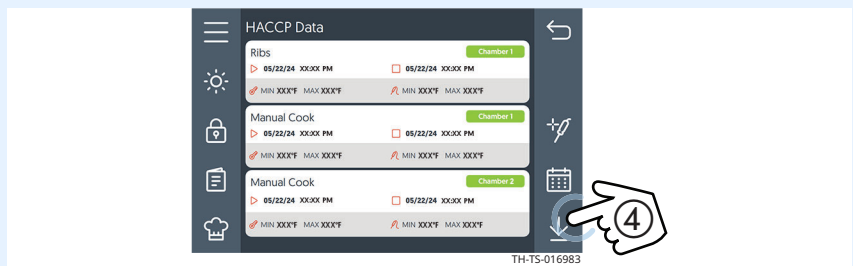 HACCP Data
Ribs Chamber 1
05/22/24 XX:XX PM 05/22/24 XX:XX PM
MIN XXX°F MAX XXX°F MIN XXX°F MAX XXX°F
Manual Cook Chamber 1
05/22/24 XX:XX PM 05/22/24 XX:XX PM
MIN XXX°F MAX XXX°F MIN XXX°F MAX XXX°F
Manual Cook Chamber 2
05/22/24 XX:XX PM 05/22/24 XX:XX PM
MIN XXX°F MAX XXX°F MIN XXX°F MAX XXX°F
4
TH-TS-016983